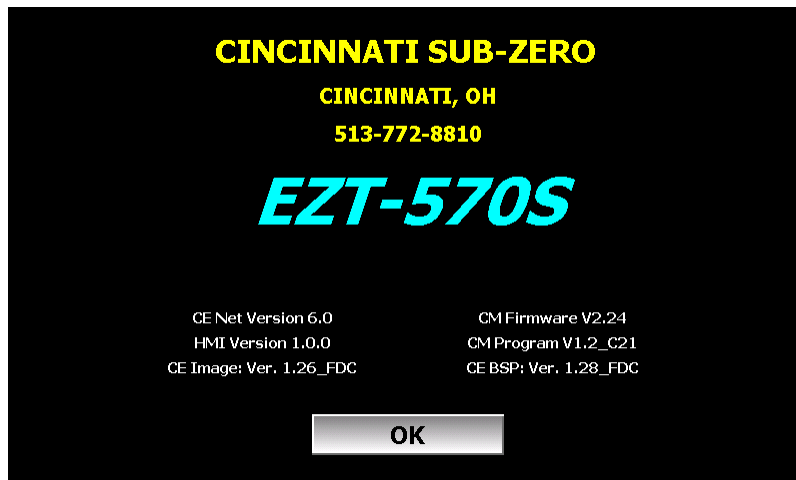 CINCINNATI SUB-ZERO
CINCINNATI, OH
513-772-8810
EZT-570S
CE Net Version 6.0
CM Firmware V2.24
HMI Version 1.0.0
CM Program V1.2_C21
CE Image: Ver. 1.26_FDC
CE BSP: Ver. 1.28_FDC
OK